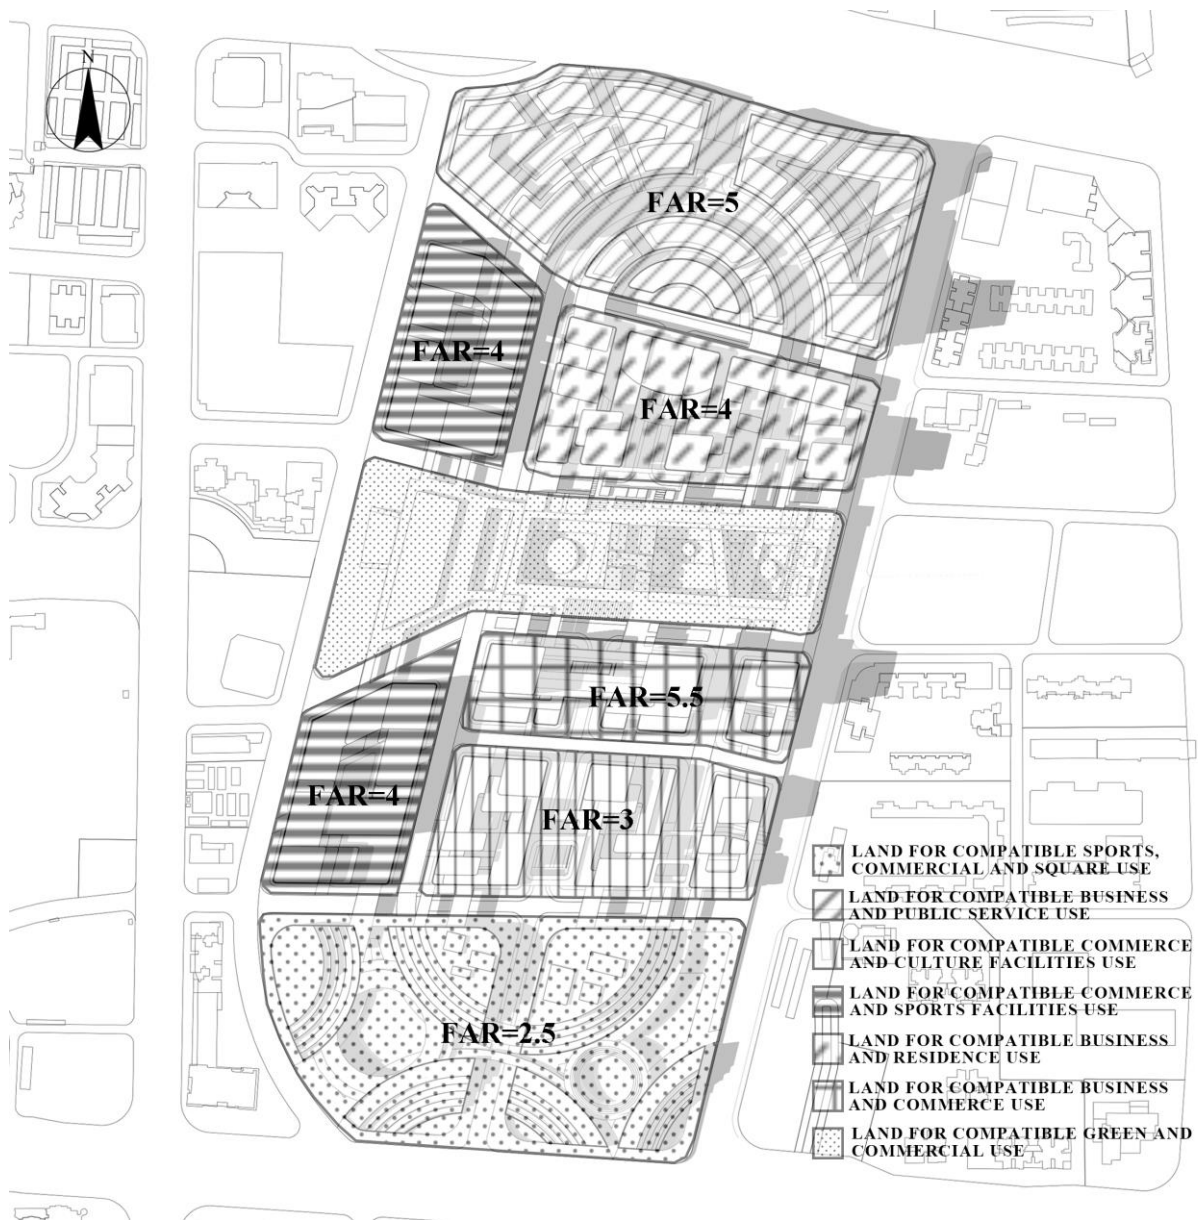 N
FAR=5
FAR=4
FAR=4
FAR=5.5
FAR=4
FAR=3
FAR=2.5
LAND FOR COMPATIBLE SPORTS,
COMMERCIAL AND SQUARE USE
LAND FOR COMPATIBLE BUSINESS
AND PUBLIC SERVICE USE
LAND FOR COMPATIBLE COMMERCE
AND CULTURE FACILITIES USE
LAND FOR COMPATIBLE COMMERCE
AND SPORTS FACILITIES USE
LAND FOR COMPATIBLE BUSINESS
AND RESIDENCE USE
LAND FOR COMPATIBLE BUSINESS
AND COMMERCE USE
LAND FOR COMPATIBLE GREEN AND
COMMERCIAL USE